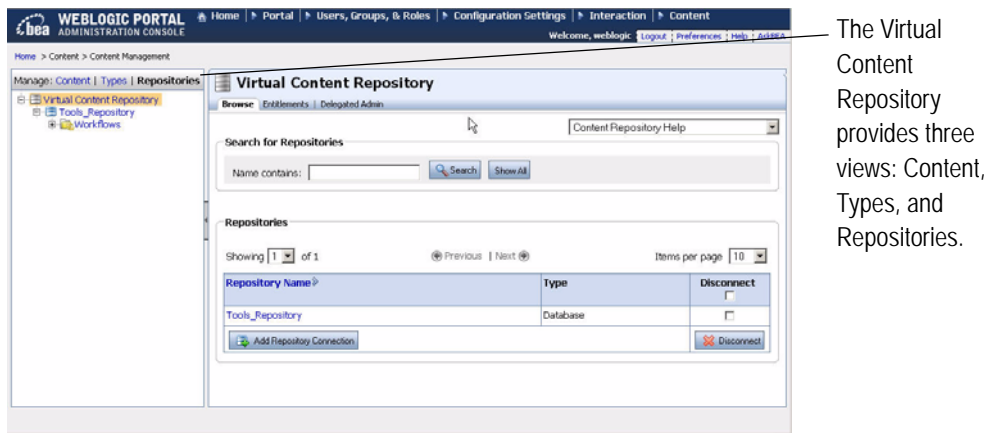 bea WEBLOGIC PORTAL
ADMINISTRATION CONSOLE
Home Portal Users, Groups, & Roles Configuration Settings Interaction Content
Welcome, weblogic Logout Preferences Help AskBEA
Home > Content > Content Management
Manage: Content | Types | Repositories
Virtual Content Repository
Tools_Repository
Workflows
Virtual Content Repository
Browse Entitlements | Delegated Admin
Content Repository Help
Search for Repositories
Name contains: Search Show All
Repositories
Showing 1 of 1 Previous | Next Items per page 10
Repository Name Type Disconnect
Tools_Repository Database
Add Repository Connection Disconnect
The Virtual
Content
Repository
provides three
views: Content,
Types, and
Repositories.